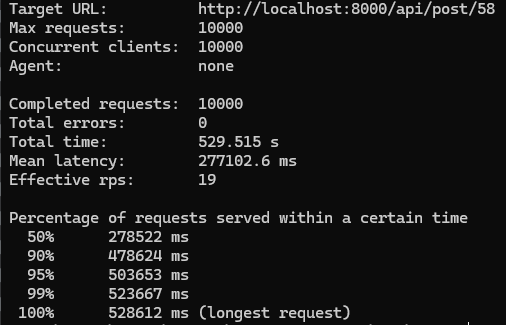 Target URL: http://localhost:8000/api/post/58
Max requests: 10000
Concurrent clients: 10000
Agent: none
Completed requests: 10000
Total errors: 0
Total time: 529.515 s
Mean latency: 277102.6 ms
Effective rps: 19
Percentage of requests served within a certain time
50% 278522 ms
90% 478624 ms
95% 503653 ms
99% 523667 ms
100% 528612 ms (longest request)